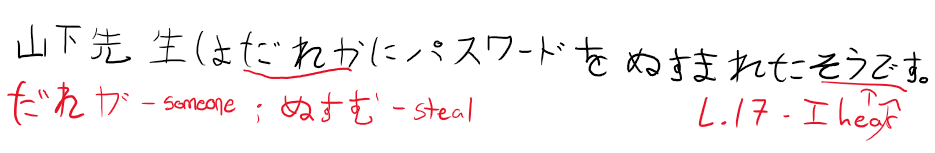 山下先生はだれかにパスワードをぬすまれたそうです。
だれが - someone ; ぬすむ - steal
L.17 - I hear